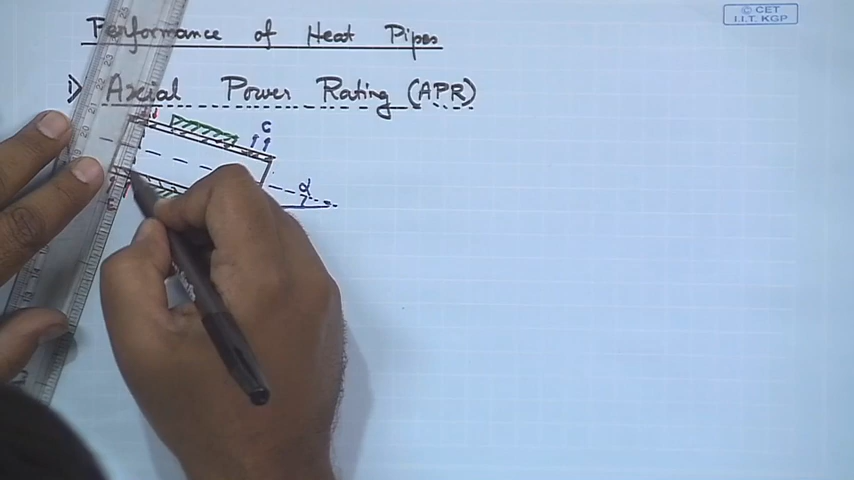 © CET
I.I.T. KGP
Performance of Heat Pipes
1) Axial Power Rating (APR)
C
α